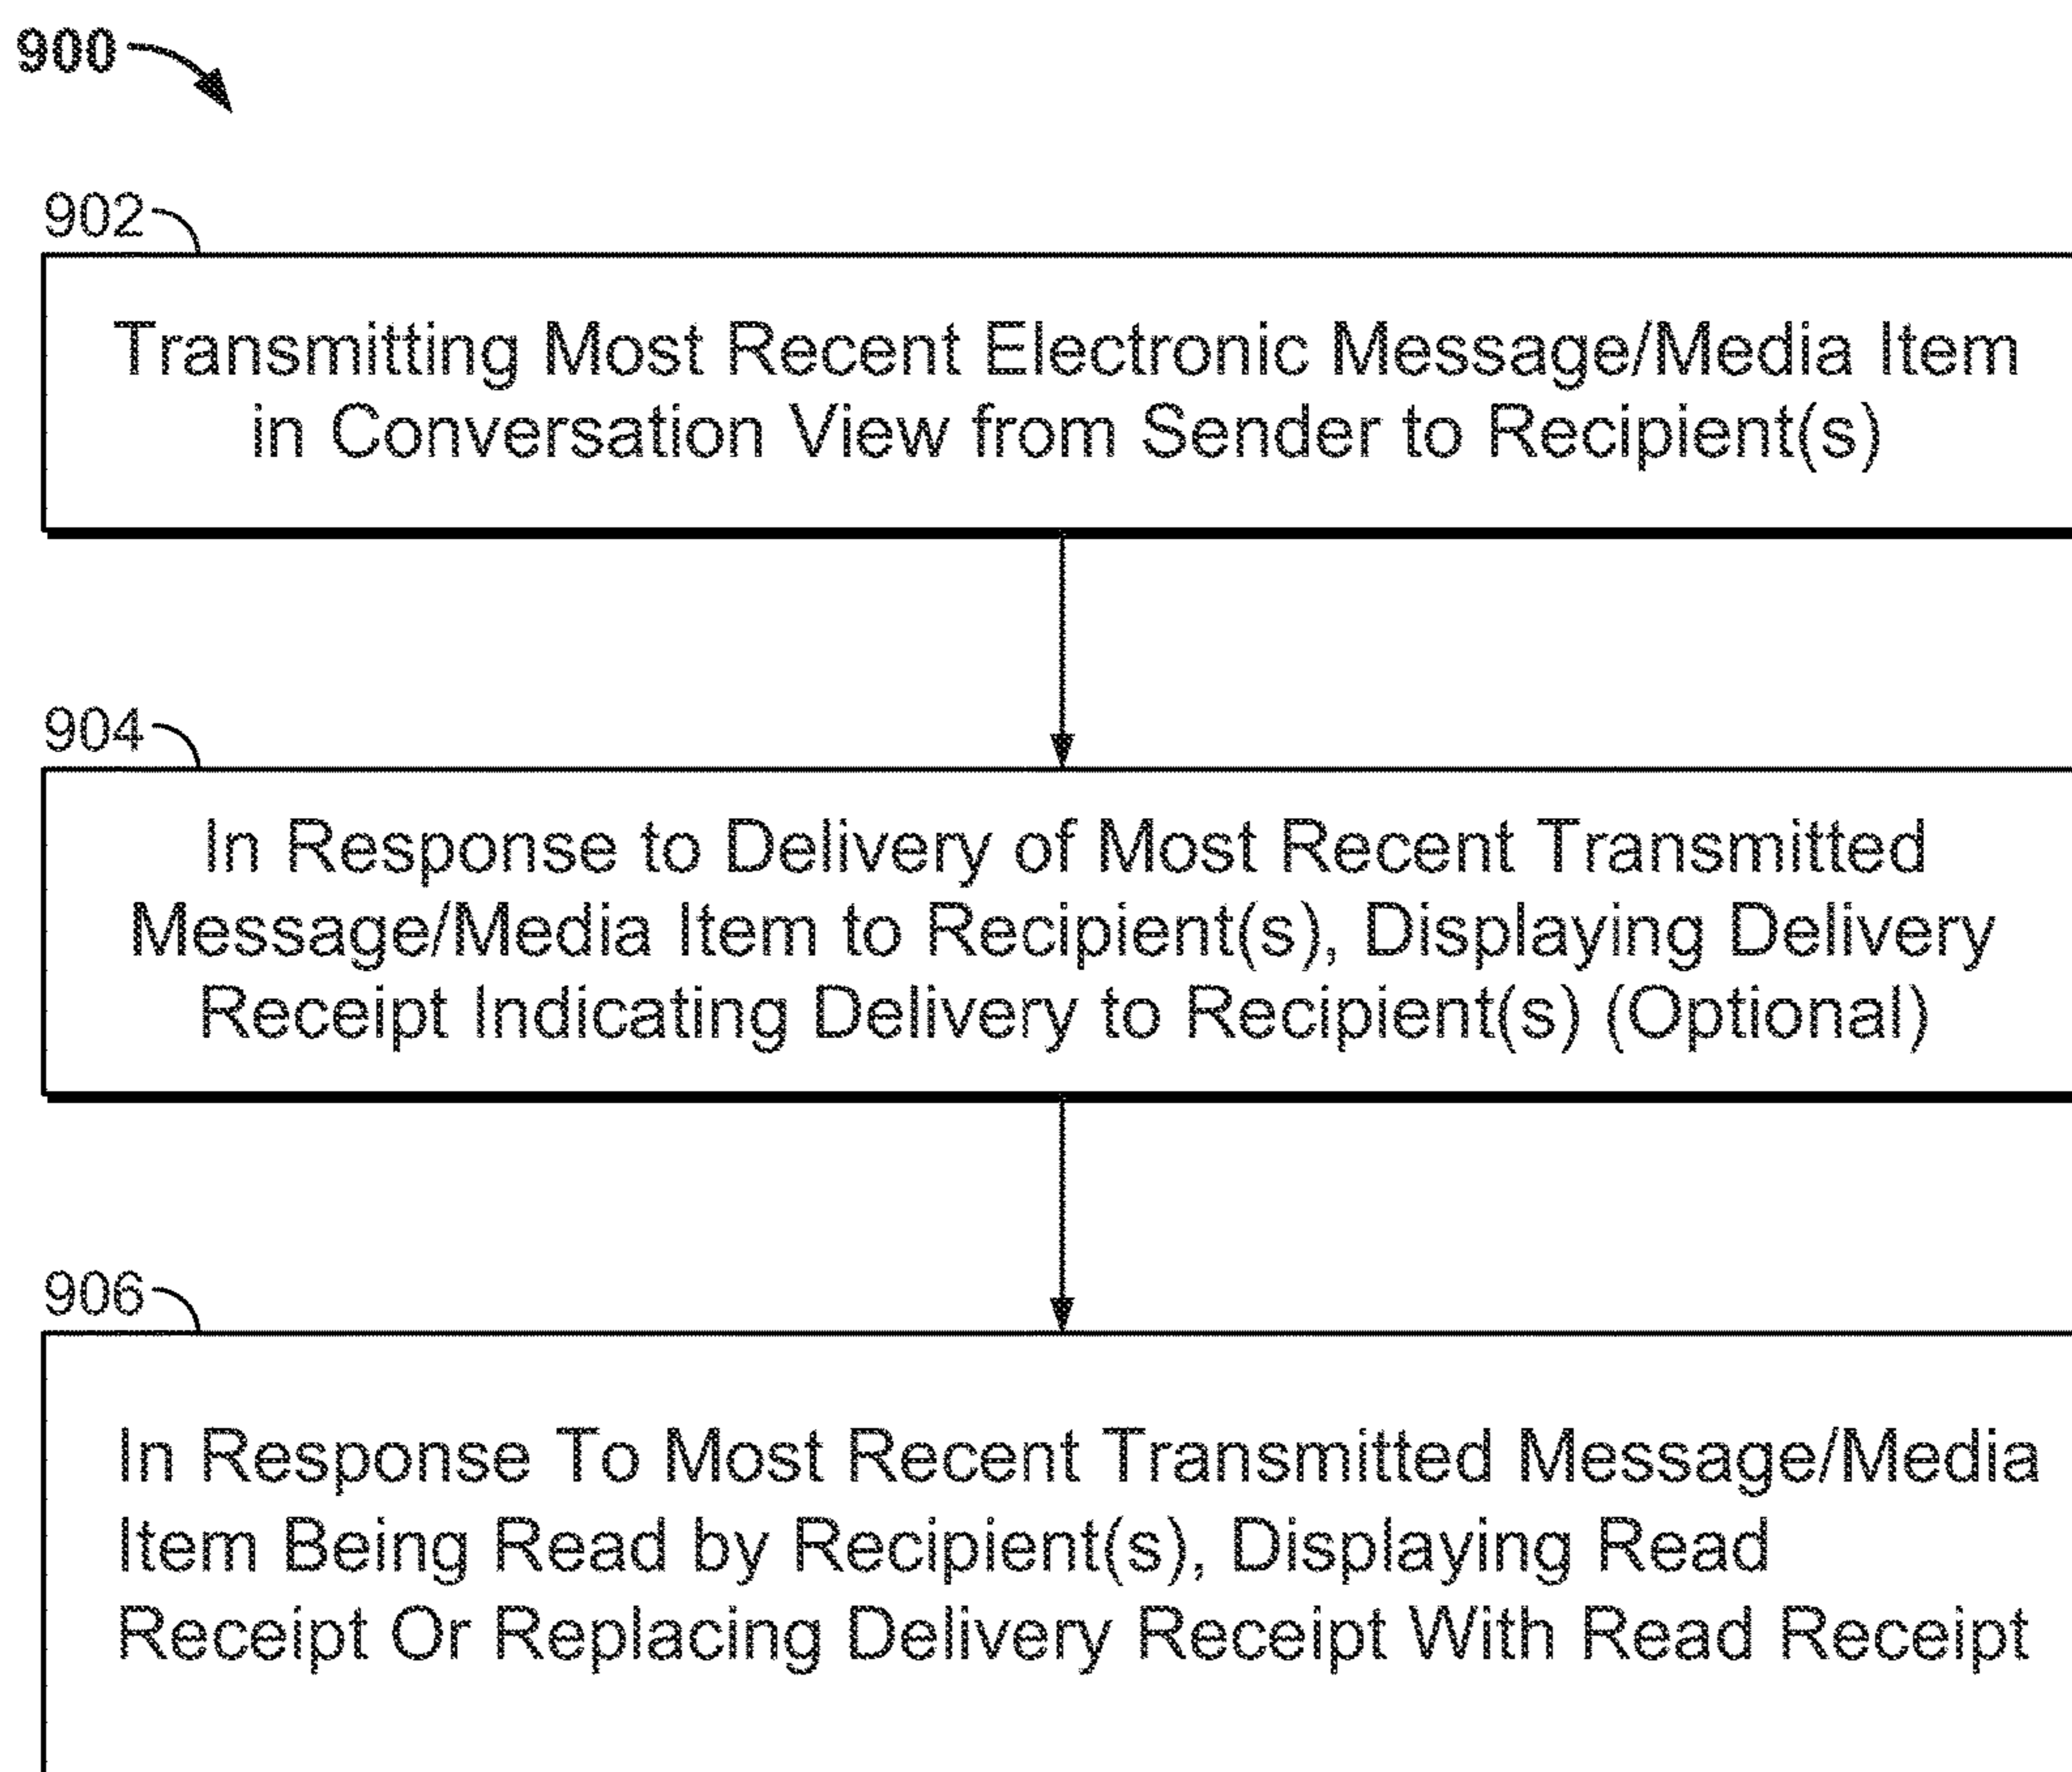 900
902
Transmitting Most Recent Electronic Message/Media Item
in Conversation View from Sender to Recipient(s)
904
In Response to Delivery of Most Recent Transmitted
Message/Media Item to Recipient(s), Displaying Delivery
Receipt Indicating Delivery to Recipient(s) (Optional)
906
In Response To Most Recent Transmitted Message/Media
Item Being Read by Recipient(s), Displaying Read
Receipt Or Replacing Delivery Receipt With Read Receipt